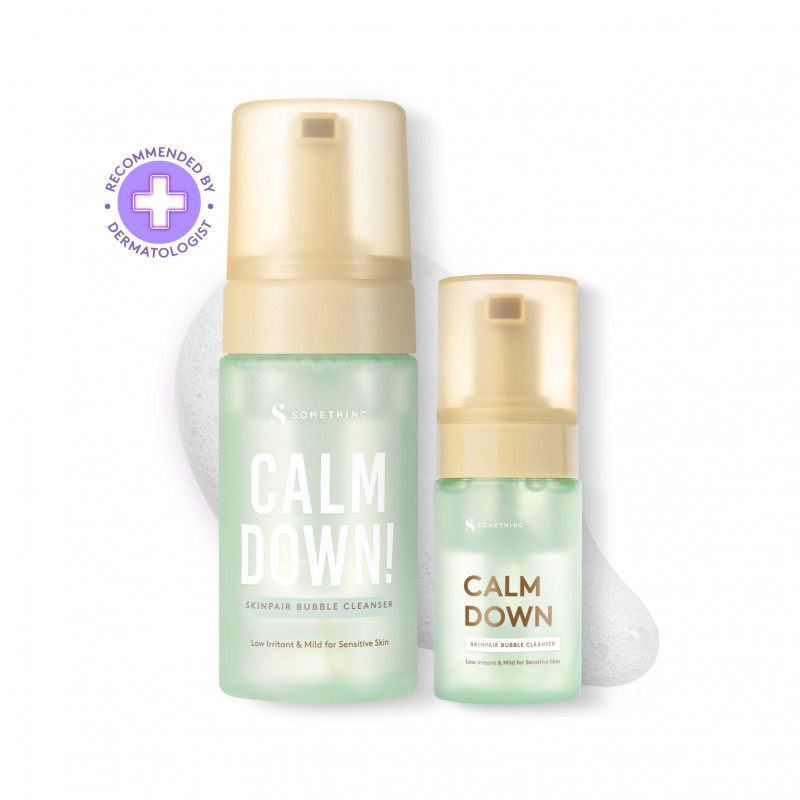 RECOMMENDED BY
DERMATOLOGIST
SOMETHINC
CALM
DOWN!
SKINPAIR BUBBLE CLEANSER
Low Irritant & Mild for Sensitive Skin
SOMETHINC
CALM
DOWN
SKINPAIR BUBBLE CLEANSER
Low Irritant & Mild for Sensitive Skin